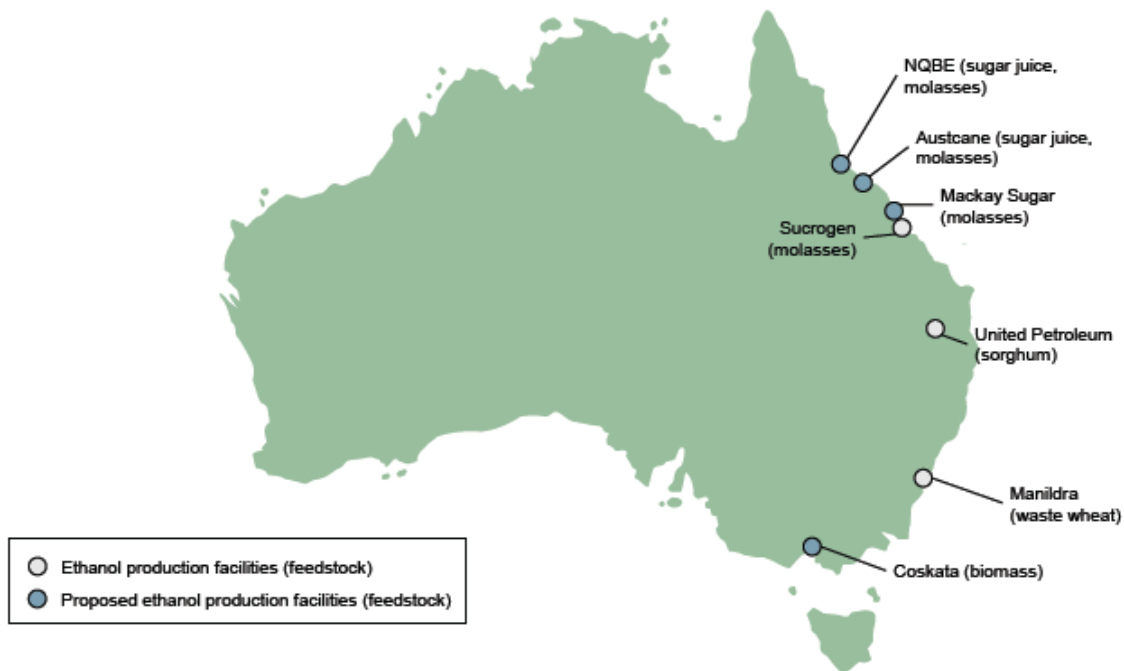 NQBE (sugar juice,
molasses)
Austcane (sugar juice,
molasses)
Mackay Sugar
(molasses)
Sucrogen
(molasses)
United Petroleum
(sorghum)
Manildra
(waste wheat)
Coskata (biomass)
Ethanol production facilities (feedstock)
Proposed ethanol production facilities (feedstock)